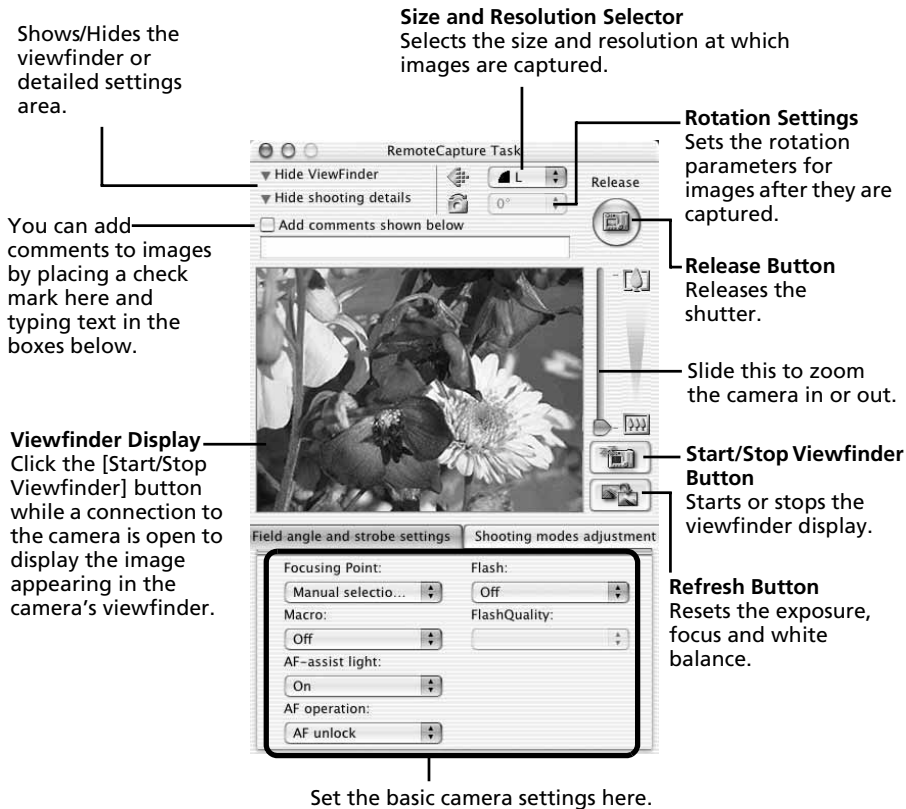 Size and Resolution Selector
Selects the size and resolution at which
images are captured.
Shows/Hides the
viewfinder or
detailed settings
area.
Rotation Settings
Sets the rotation
parameters for
images after they are
captured.
RemoteCapture Task
Hide ViewFinder
L
Release
Hide shooting details
0°
Add comments shown below
You can add
comments to images
by placing a check
mark here and
typing text in the
boxes below.
Release Button
Releases the
shutter.
Slide this to zoom
the camera in or out.
Viewfinder Display
Click the [Start/Stop
Viewfinder] button
while a connection to
the camera is open to
display the image
appearing in the
camera's viewfinder.
Start/Stop Viewfinder
Button
Starts or stops the
viewfinder display.
Refresh Button
Resets the exposure,
focus and white
balance.
Field angle and strobe settings
Shooting modes adjustment
Focusing Point:
Manual selectio...
Flash:
Off
Macro:
Off
FlashQuality:
AF-assist light:
On
AF operation:
AF unlock
Set the basic camera settings here.